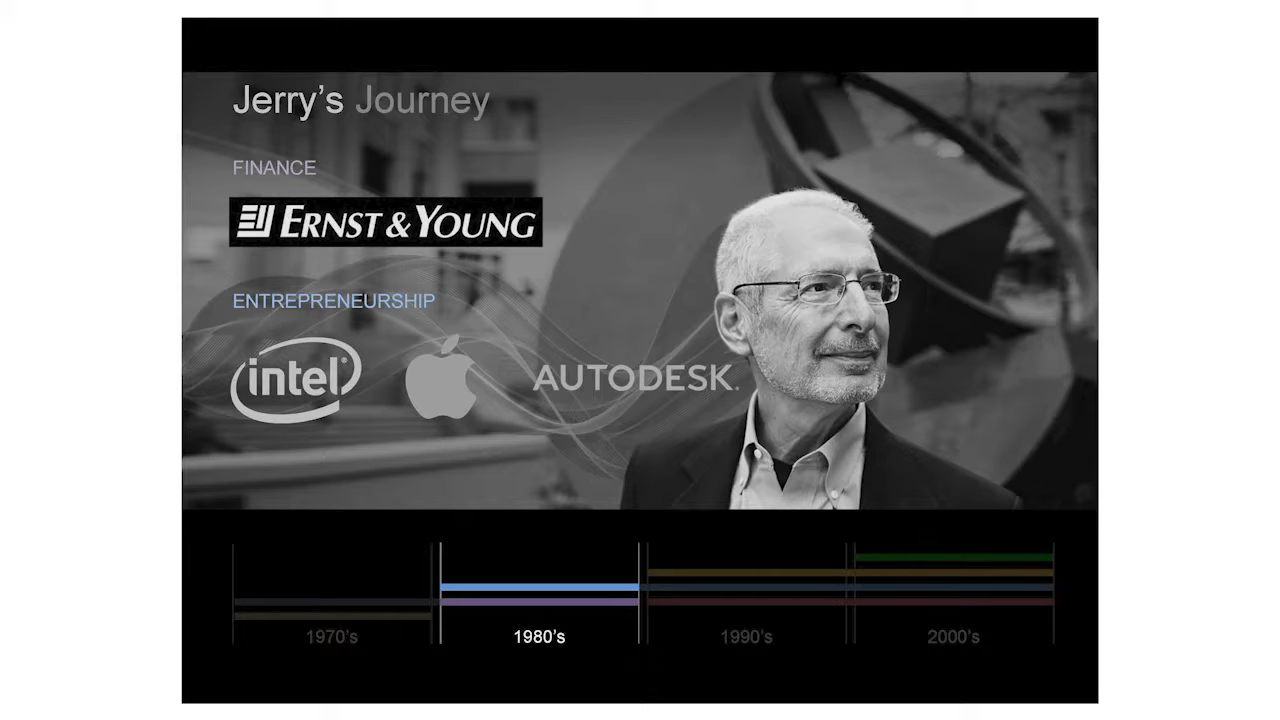 Jerry’s Journey
FINANCE
ERNST & YOUNG
ENTREPRENEURSHIP
intel®
AUTODESK.
1970’s
1980’s
1990’s
2000’s